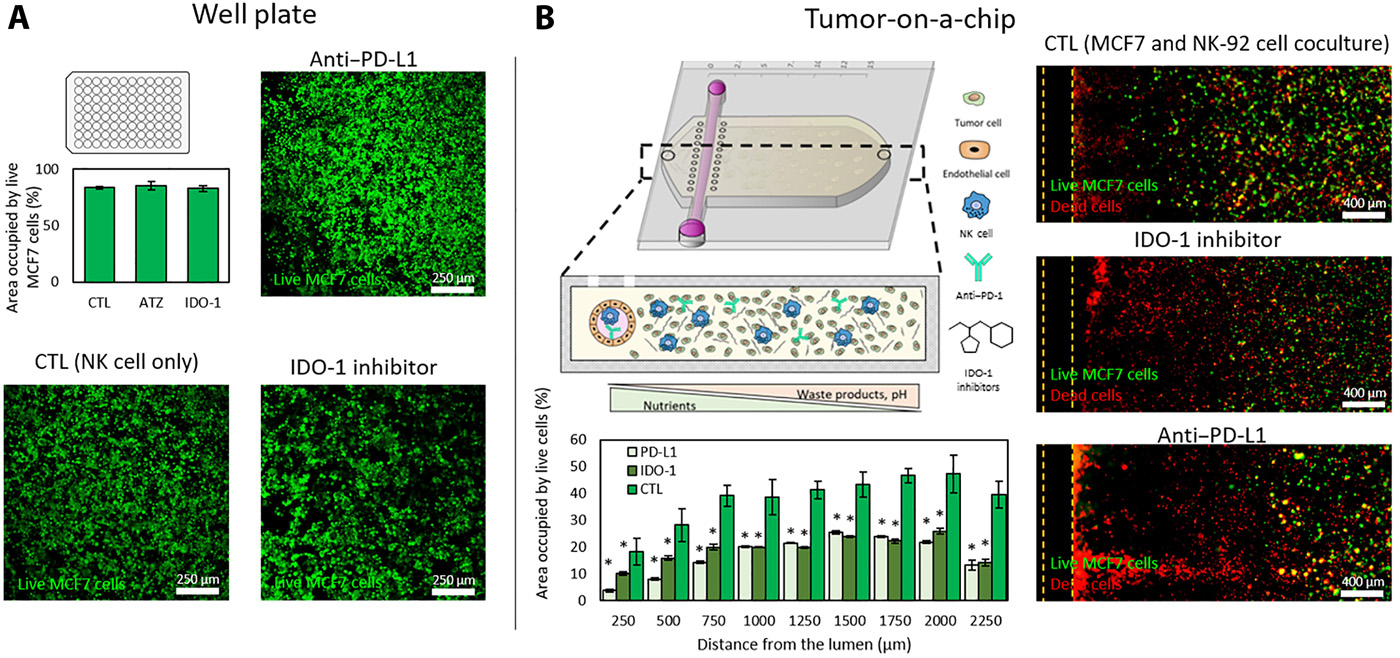 A
Well plate
Anti–PD-L1
Area occupied by live
MCF7 cells (%)
100
50
0
CTL
ATZ
IDO-1
Live MCF7 cells
250 µm
CTL (NK cell only)
IDO-1 inhibitor
Live MCF7 cells
250 µm
Live MCF7 cells
250 µm
B
Tumor-on-a-chip
Tumor cell
Endothelial cell
NK cell
Anti–PD-1
IDO-1
inhibitors
Waste products, pH
Nutrients
Area occupied by live cells (%)
60
50
40
30
20
10
0
PD-L1
IDO-1
CTL
* * * * * * * * * * * * * * * * * *
250 500 750 1000 1250 1500 1750 2000 2250
Distance from the lumen (µm)
CTL (MCF7 and NK-92 cell coculture)
Live MCF7 cells
Dead cells
400 µm
IDO-1 inhibitor
Live MCF7 cells
Dead cells
400 µm
Anti–PD-L1
Live MCF7 cells
Dead cells
400 µm